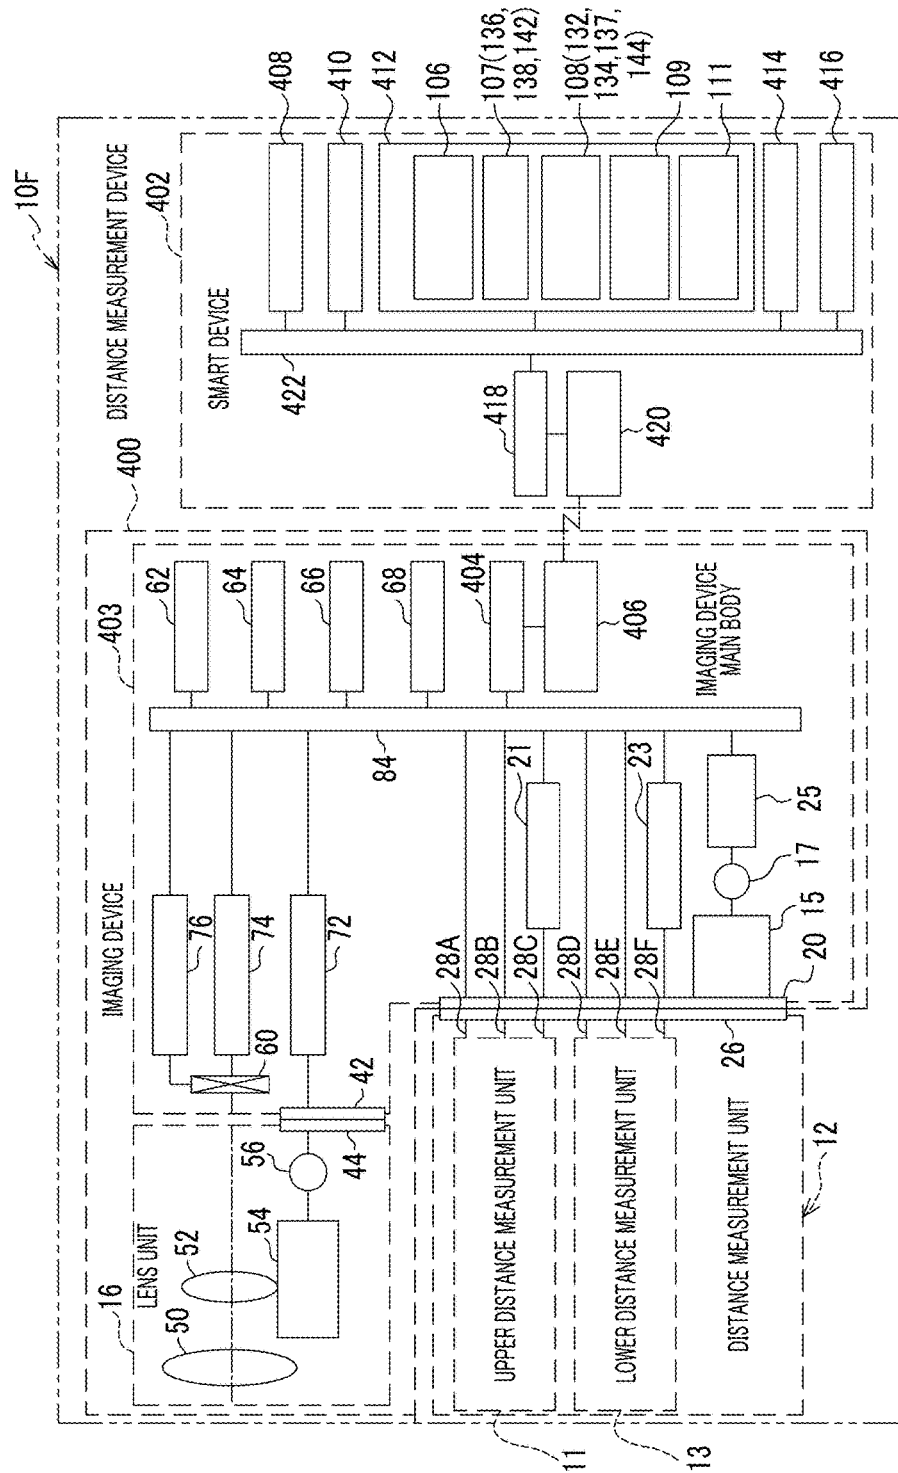 10F
DISTANCE MEASUREMENT DEVICE
400
403
IMAGING DEVICE
16
LENS UNIT
50
52
54
56
44
42
60
76
74
72
84
62
64
66
68
404
406
IMAGING DEVICE
MAIN BODY
402
SMART DEVICE
422
418
420
408
410
412
106
107(136,
138,142)
108(132,
134,137,
144)
109
111
414
416
28A
28B
28C
28D
28E
28F
21
23
25
17
15
20
26
UPPER DISTANCE MEASUREMENT UNIT
LOWER DISTANCE MEASUREMENT UNIT
DISTANCE MEASUREMENT UNIT
11
13
12